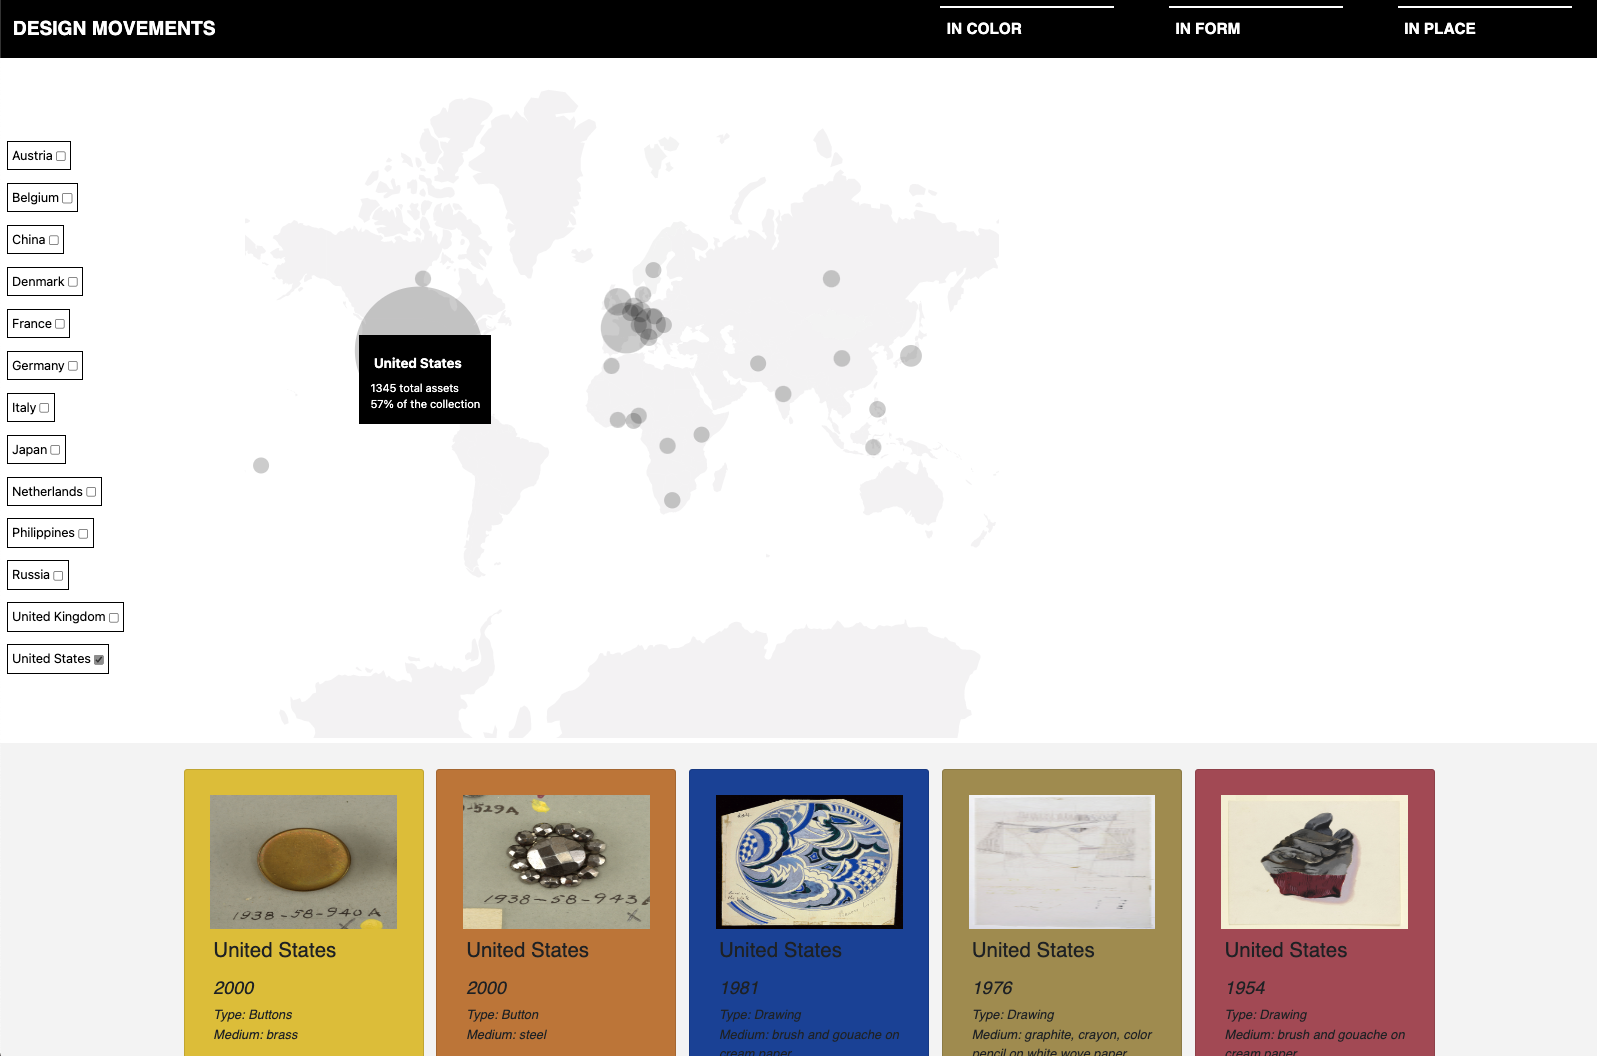 DESIGN MOVEMENTS
IN COLOR
IN FORM
IN PLACE
Austria
Belgium
China
Denmark
France
Germany
Italy
Japan
Netherlands
Philippines
Russia
United Kingdom
United States
United States
1345 total assets
57% of the collection
1938-58-940 A
United States
2000
Type: Buttons
Medium: brass
-529A
1938-58-943
United States
2000
Type: Button
Medium: steel
United States
1981
Type: Drawing
Medium: brush and gouache on
cream paper
United States
1976
Type: Drawing
Medium: graphite, crayon, color
pencil on white wove paper
United States
1954
Type: Drawing
Medium: brush and gouache on
cream paper